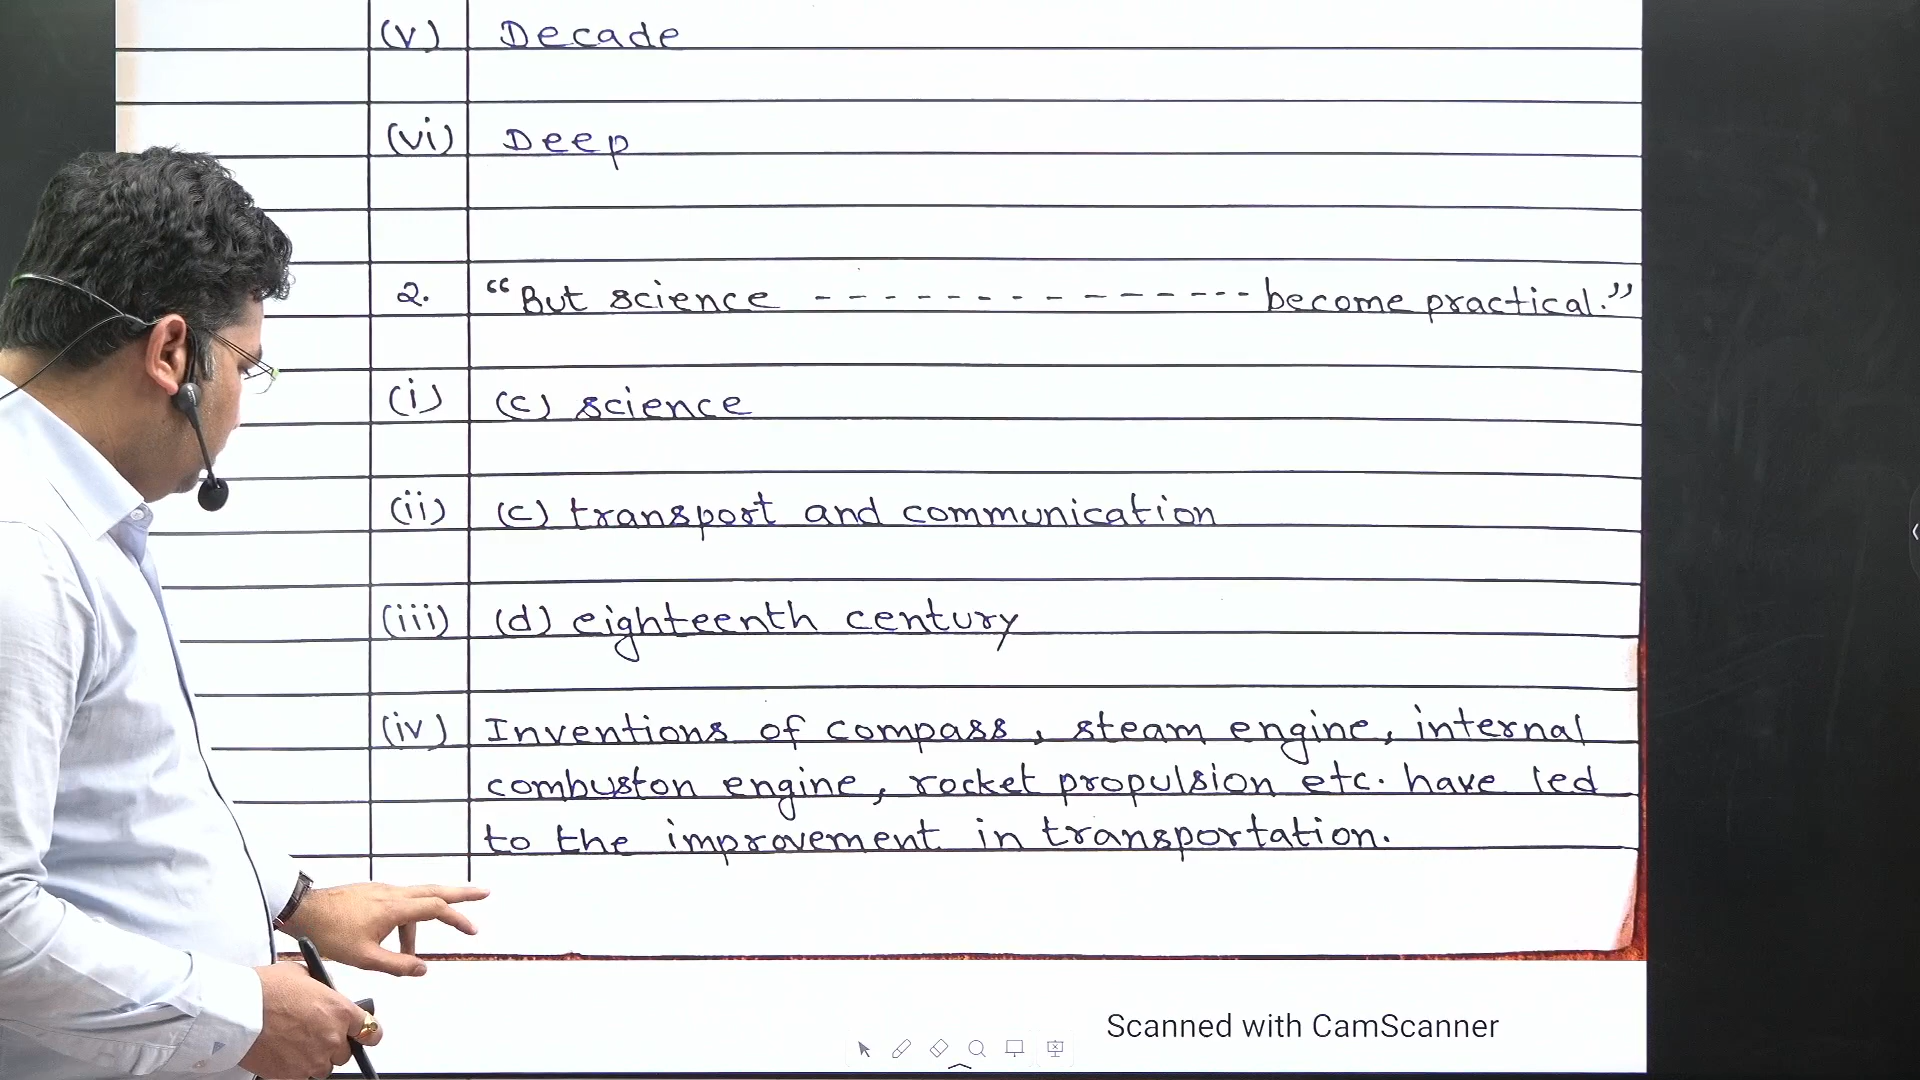 (v) Decade
(vi) Deep
2. "But science - - - - - - - - - - - - - - - - become practical."
(i) (c) science
(ii) (c) transport and communication
(iii) (d) eighteenth century
(iv) Inventions of compass, steam engine, internal
combuston engine, rocket propulsion etc. have led
to the improvement in transportation.
Scanned with CamScanner